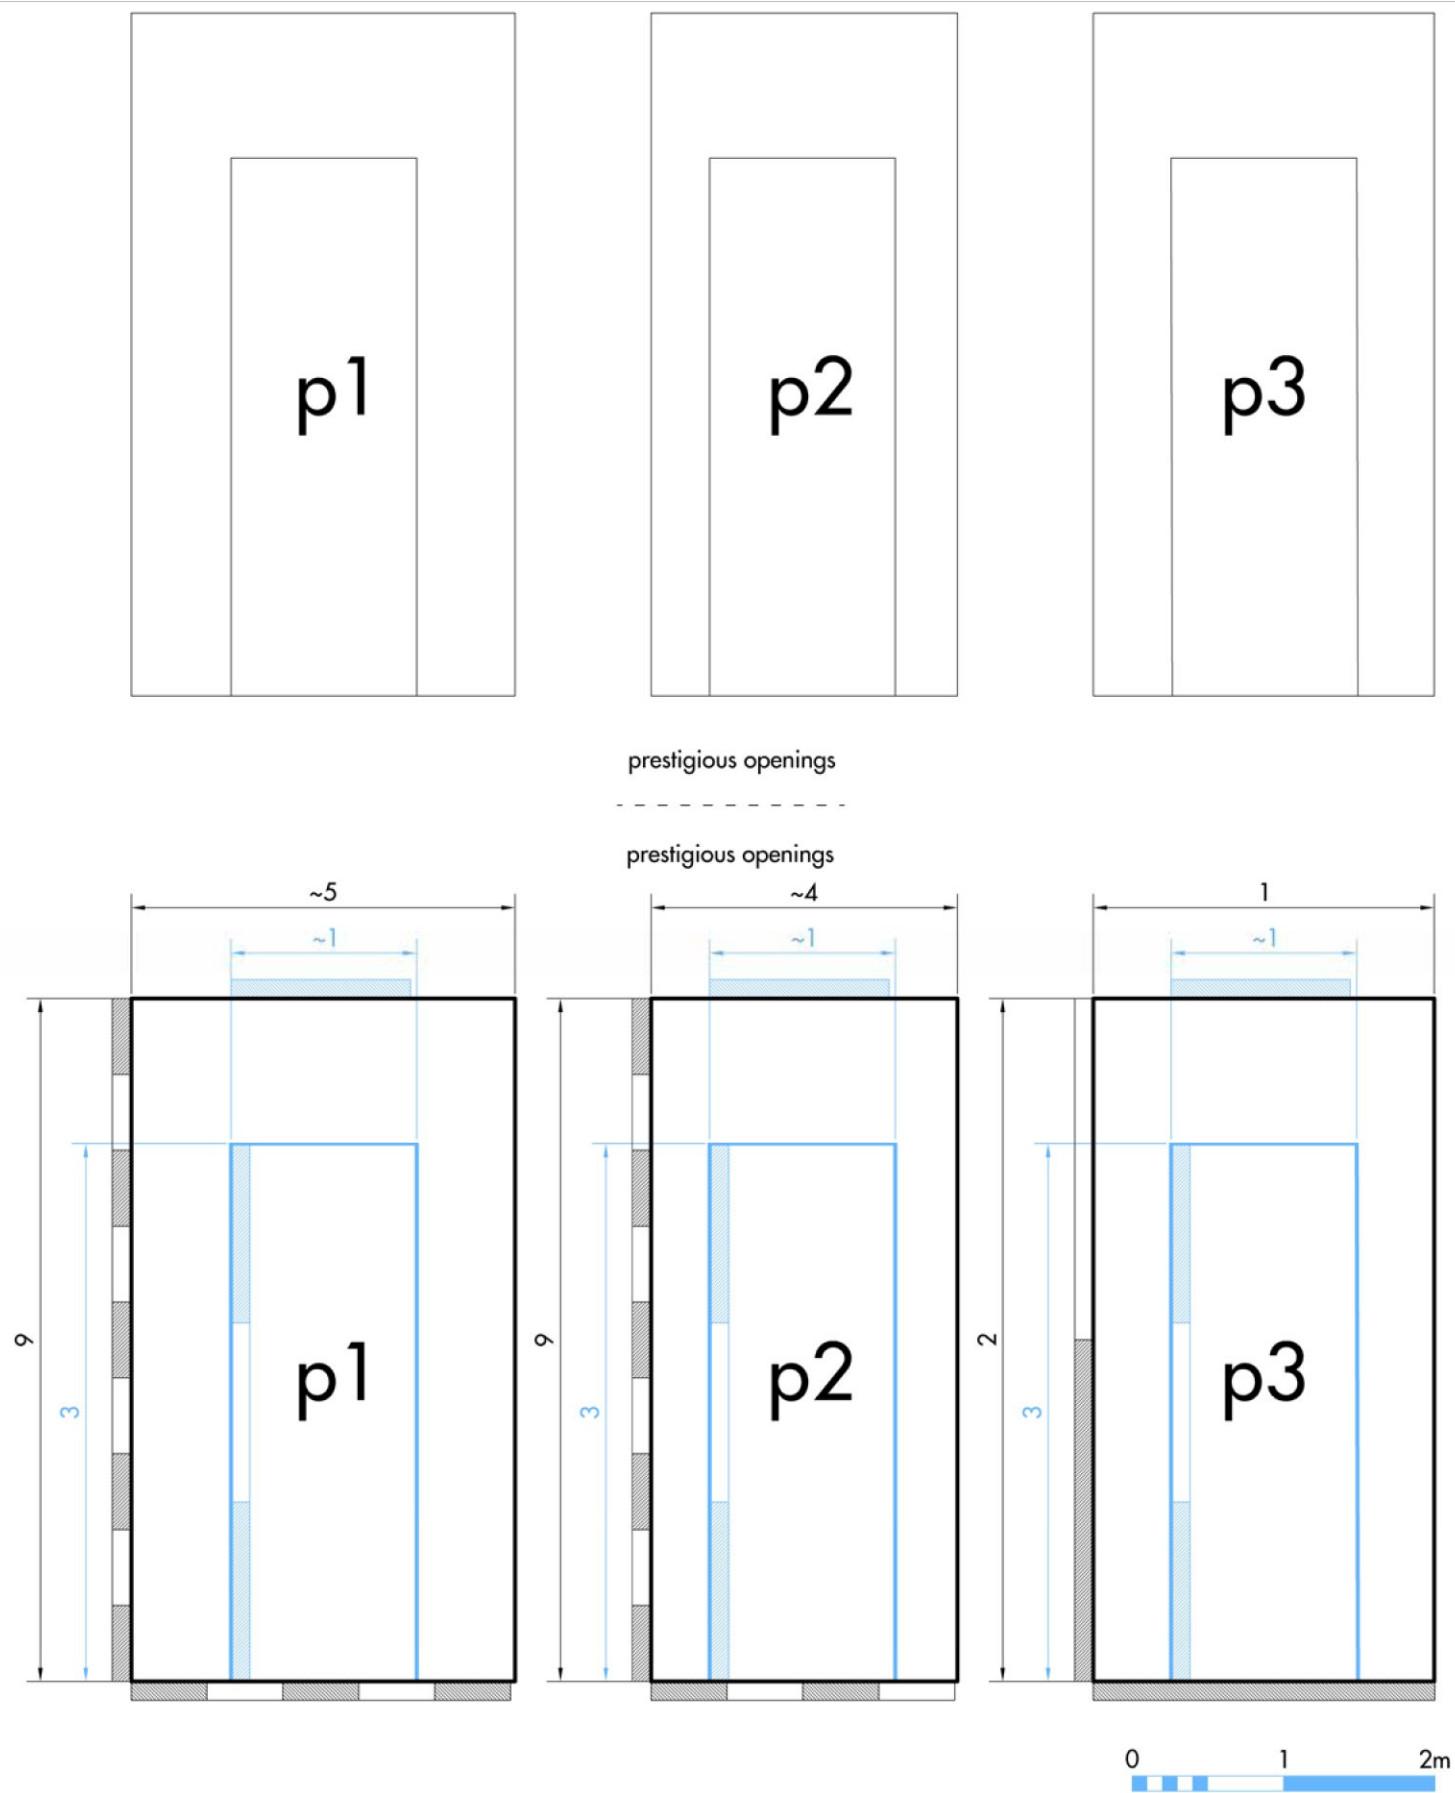 p1
p2
p3
prestigious openings
prestigious openings
~5
~4
1
~1
~1
~1
9
9
2
3
3
3
p1
p2
p3
0 1 2m